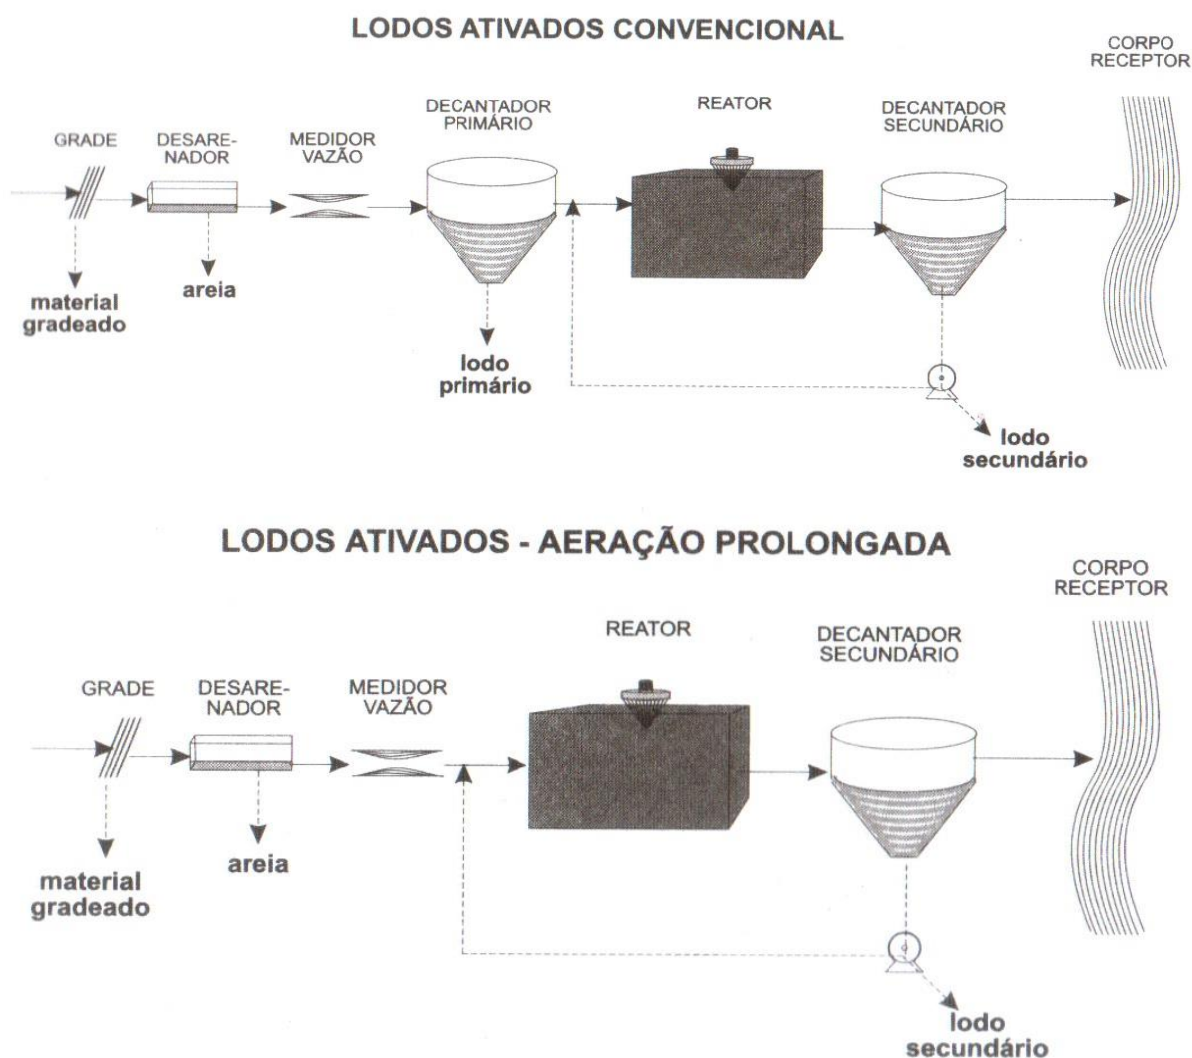 LODOS ATIVADOS CONVENCIONAL
CORPO
RECEPTOR
GRADE
DESARE-
NADOR
MEDIDOR
VAZÃO
DECANTADOR
PRIMÁRIO
REATOR
DECANTADOR
SECUNDÁRIO
material
gradeado
areia
lodo
primário
lodo
secundário
LODOS ATIVADOS - AERAÇÃO PROLONGADA
CORPO
RECEPTOR
GRADE
DESARE-
NADOR
MEDIDOR
VAZÃO
REATOR
DECANTADOR
SECUNDÁRIO
material
gradeado
areia
lodo
secundário